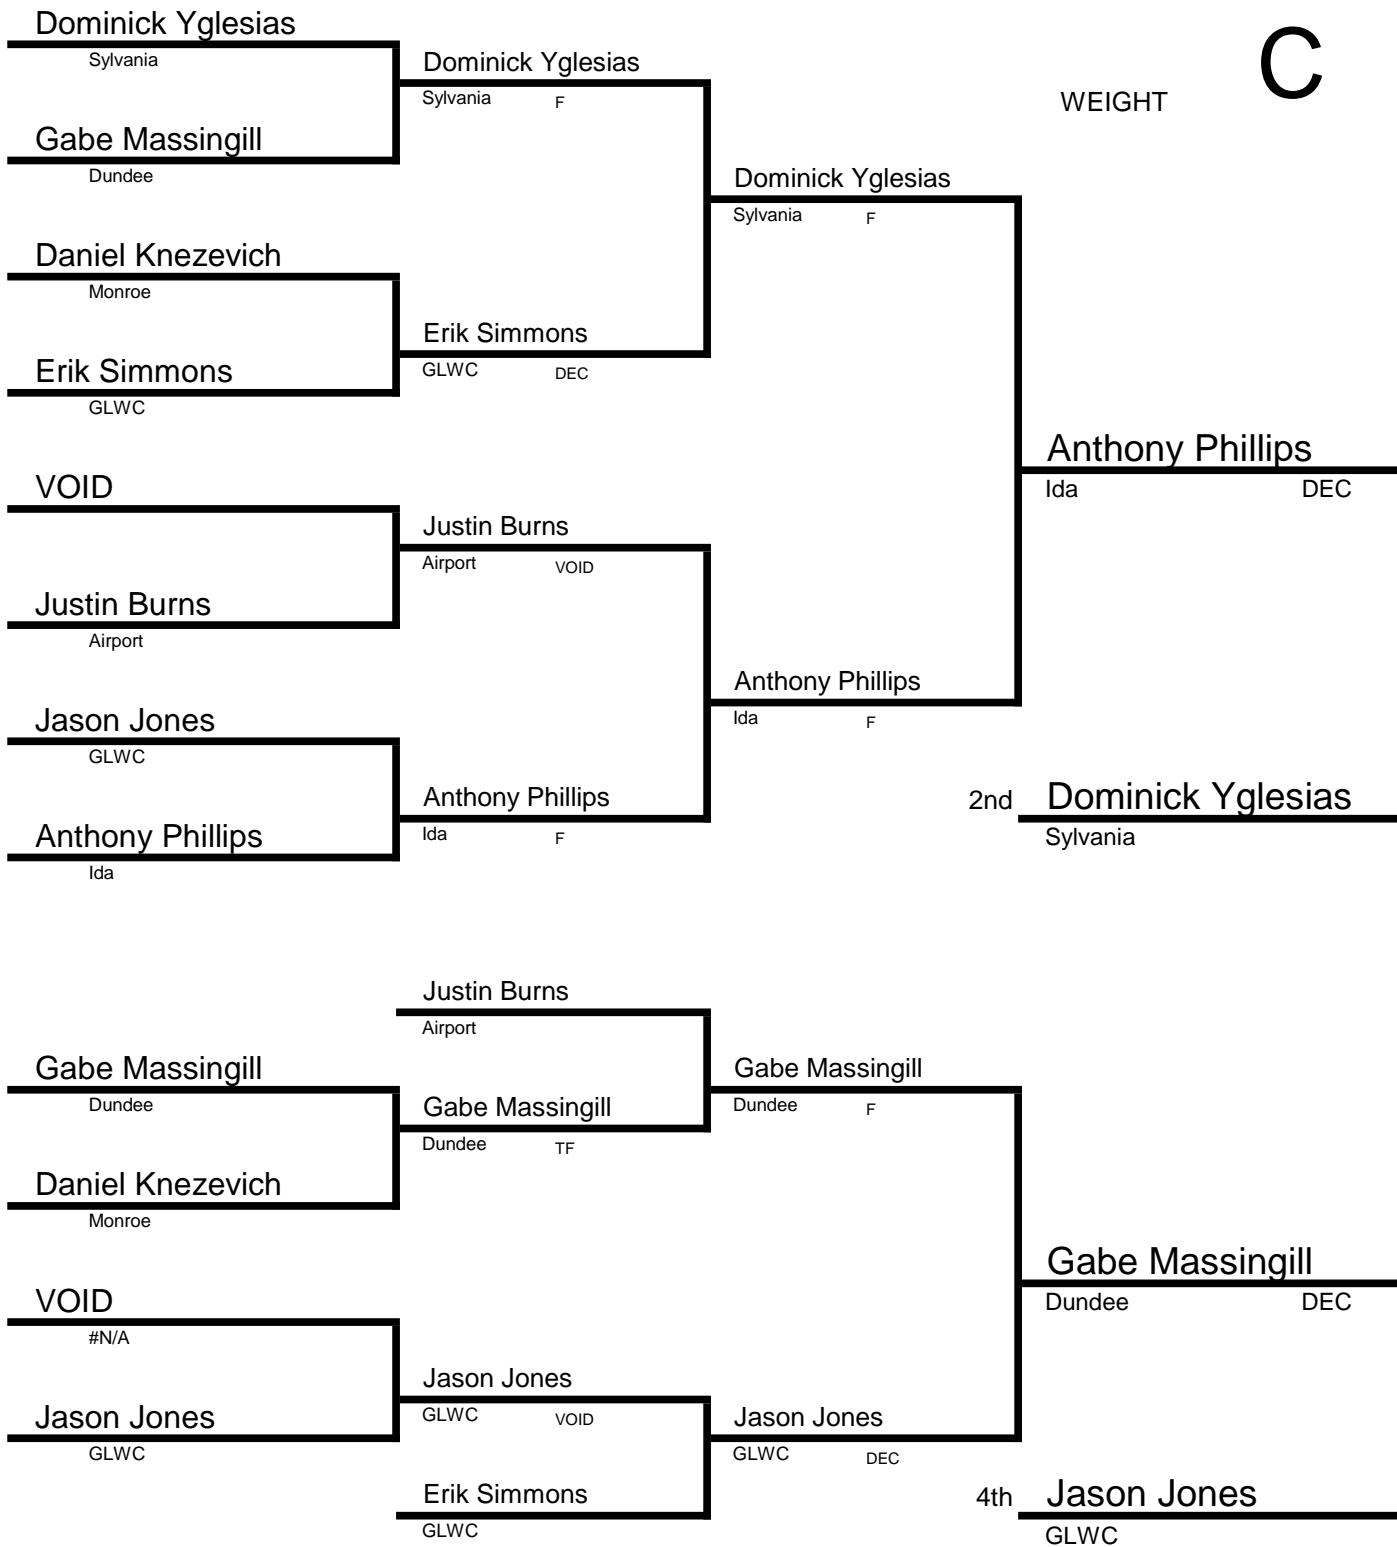 Dominick Yglesias
Sylvania
Dominick Yglesias
Sylvania F
C
WEIGHT
Gabe Massingill
Dundee
Dominick Yglesias
Sylvania F
Daniel Knezevich
Monroe
Erik Simmons
GLWC DEC
Erik Simmons
GLWC
Anthony Phillips
Ida DEC
VOID
Justin Burns
Airport VOID
Justin Burns
Airport
Anthony Phillips
Ida F
Jason Jones
GLWC
Anthony Phillips
Ida F
2nd Dominick Yglesias
Sylvania
Anthony Phillips
Ida
Justin Burns
Airport
Gabe Massingill
Dundee
Gabe Massingill
Dundee F
Gabe Massingill
Dundee TF
Daniel Knezevich
Monroe
Gabe Massingill
Dundee DEC
VOID
#N/A
Jason Jones
GLWC VOID
Jason Jones
GLWC
Jason Jones
GLWC DEC
Erik Simmons
GLWC
4th Jason Jones
GLWC